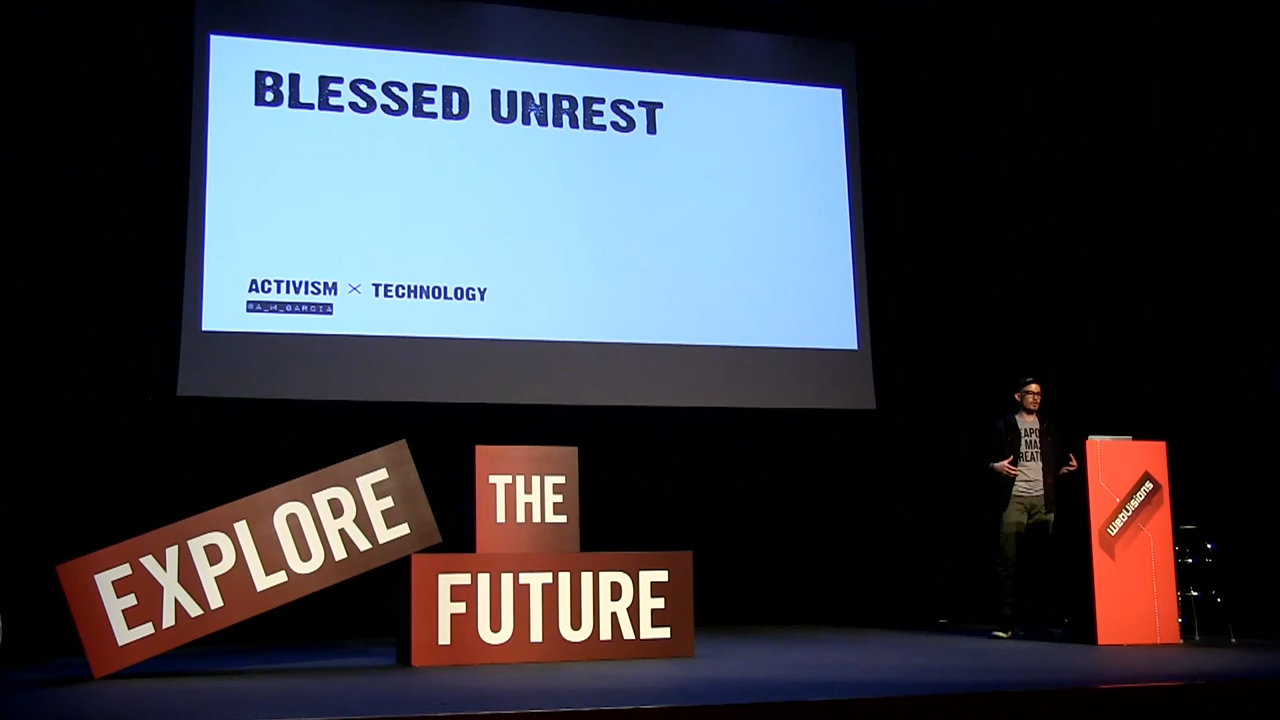 BLESSED UNREST
ACTIVISM × TECHNOLOGY
@A_M_GARCIA
EXPLORE
THE
FUTURE
WebVisions